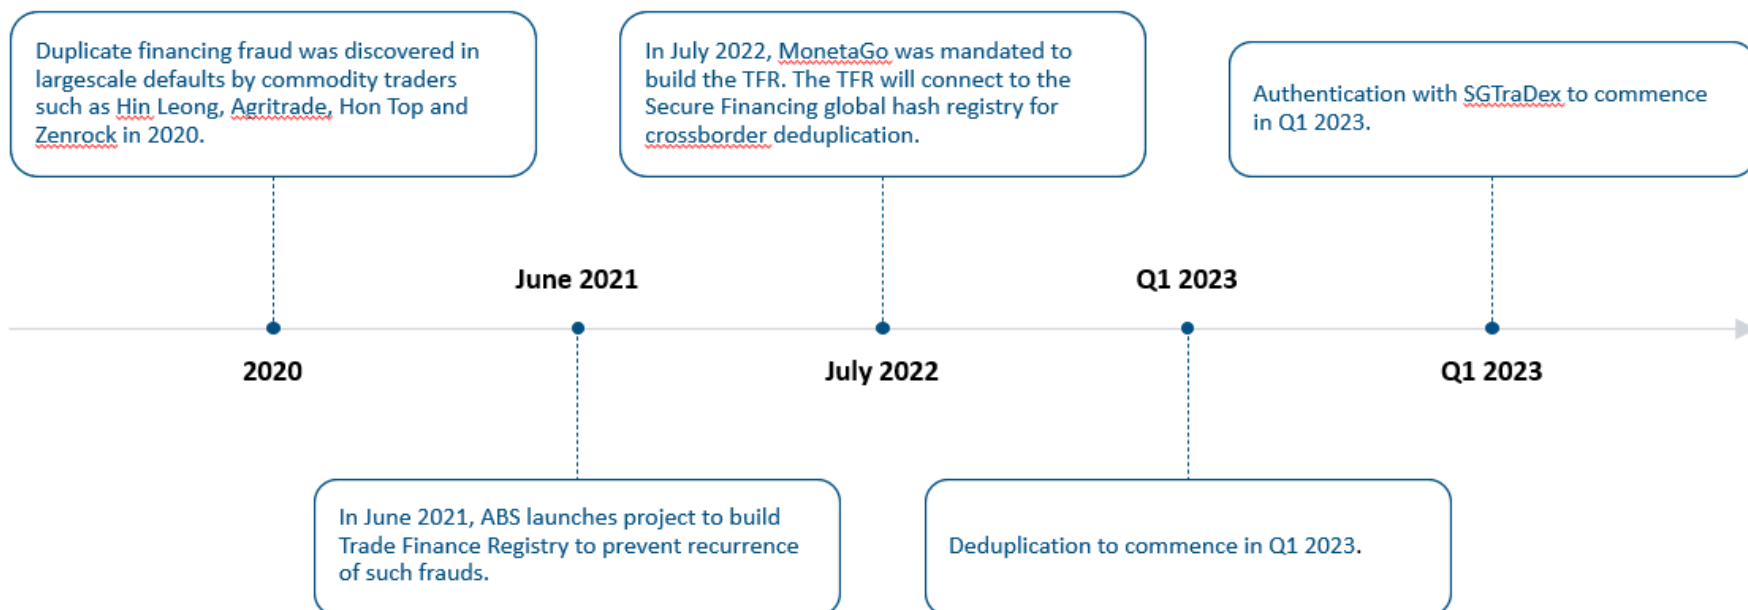 Duplicate financing fraud was discovered in
largescale defaults by commodity traders
such as Hin Leong, Agritrade, Hon Top and
Zenrock in 2020.
In July 2022, MonetaGo was mandated to
build the TFR. The TFR will connect to the
Secure Financing global hash registry for
crossborder deduplication.
Authentication with SGTraDex to commence
in Q1 2023.
June 2021
Q1 2023
2020
July 2022
Q1 2023
In June 2021, ABS launches project to build
Trade Finance Registry to prevent recurrence
of such frauds.
Deduplication to commence in Q1 2023.